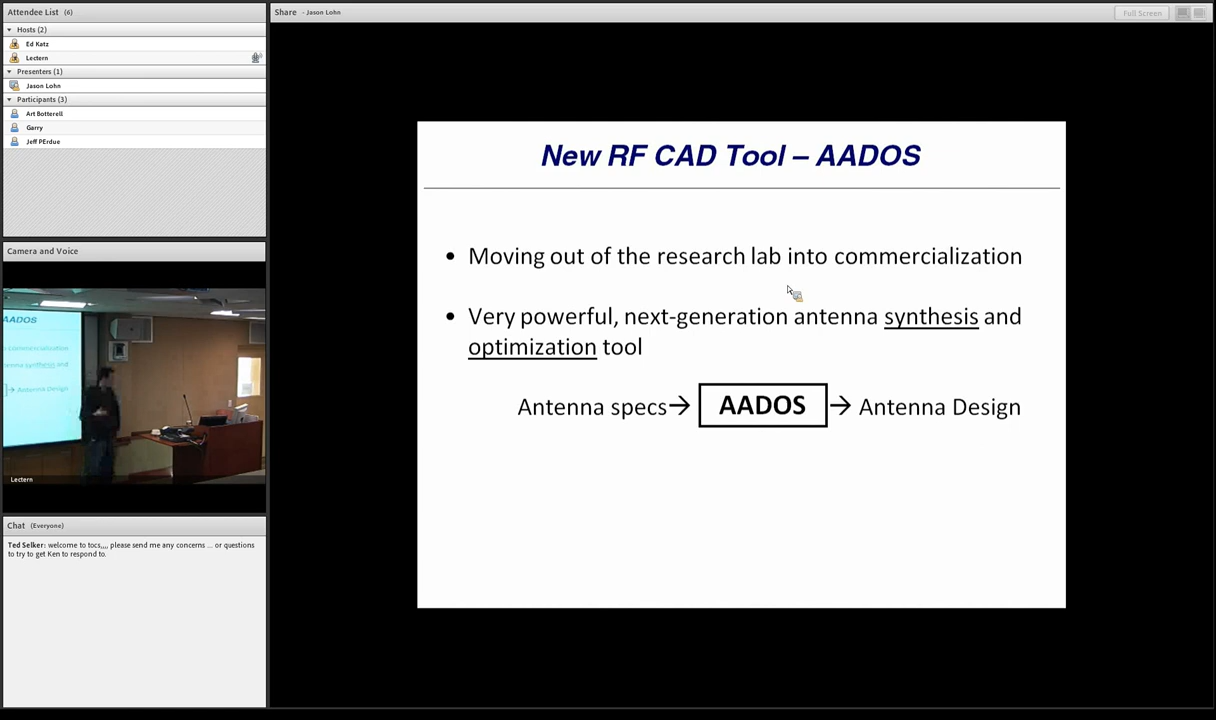 Attendee List (6)
Hosts (2)
Ed Katz
Lectern
Presenters (1)
Jason Lohn
Participants (3)
Art Botterell
Garry
Jeff PErdue
Camera and Voice
AADOS
Antenna Design
Lectern
Chat (Everyone)
Ted Selker: welcome to tocs,,,, please send me any concerns ... or questions
to try to get Ken to respond to.
Share - Jason Lohn
Full Screen
New RF CAD Tool – AADOS
• Moving out of the research lab into commercialization
• Very powerful, next-generation antenna synthesis and
optimization tool
Antenna specs→ AADOS → Antenna Design